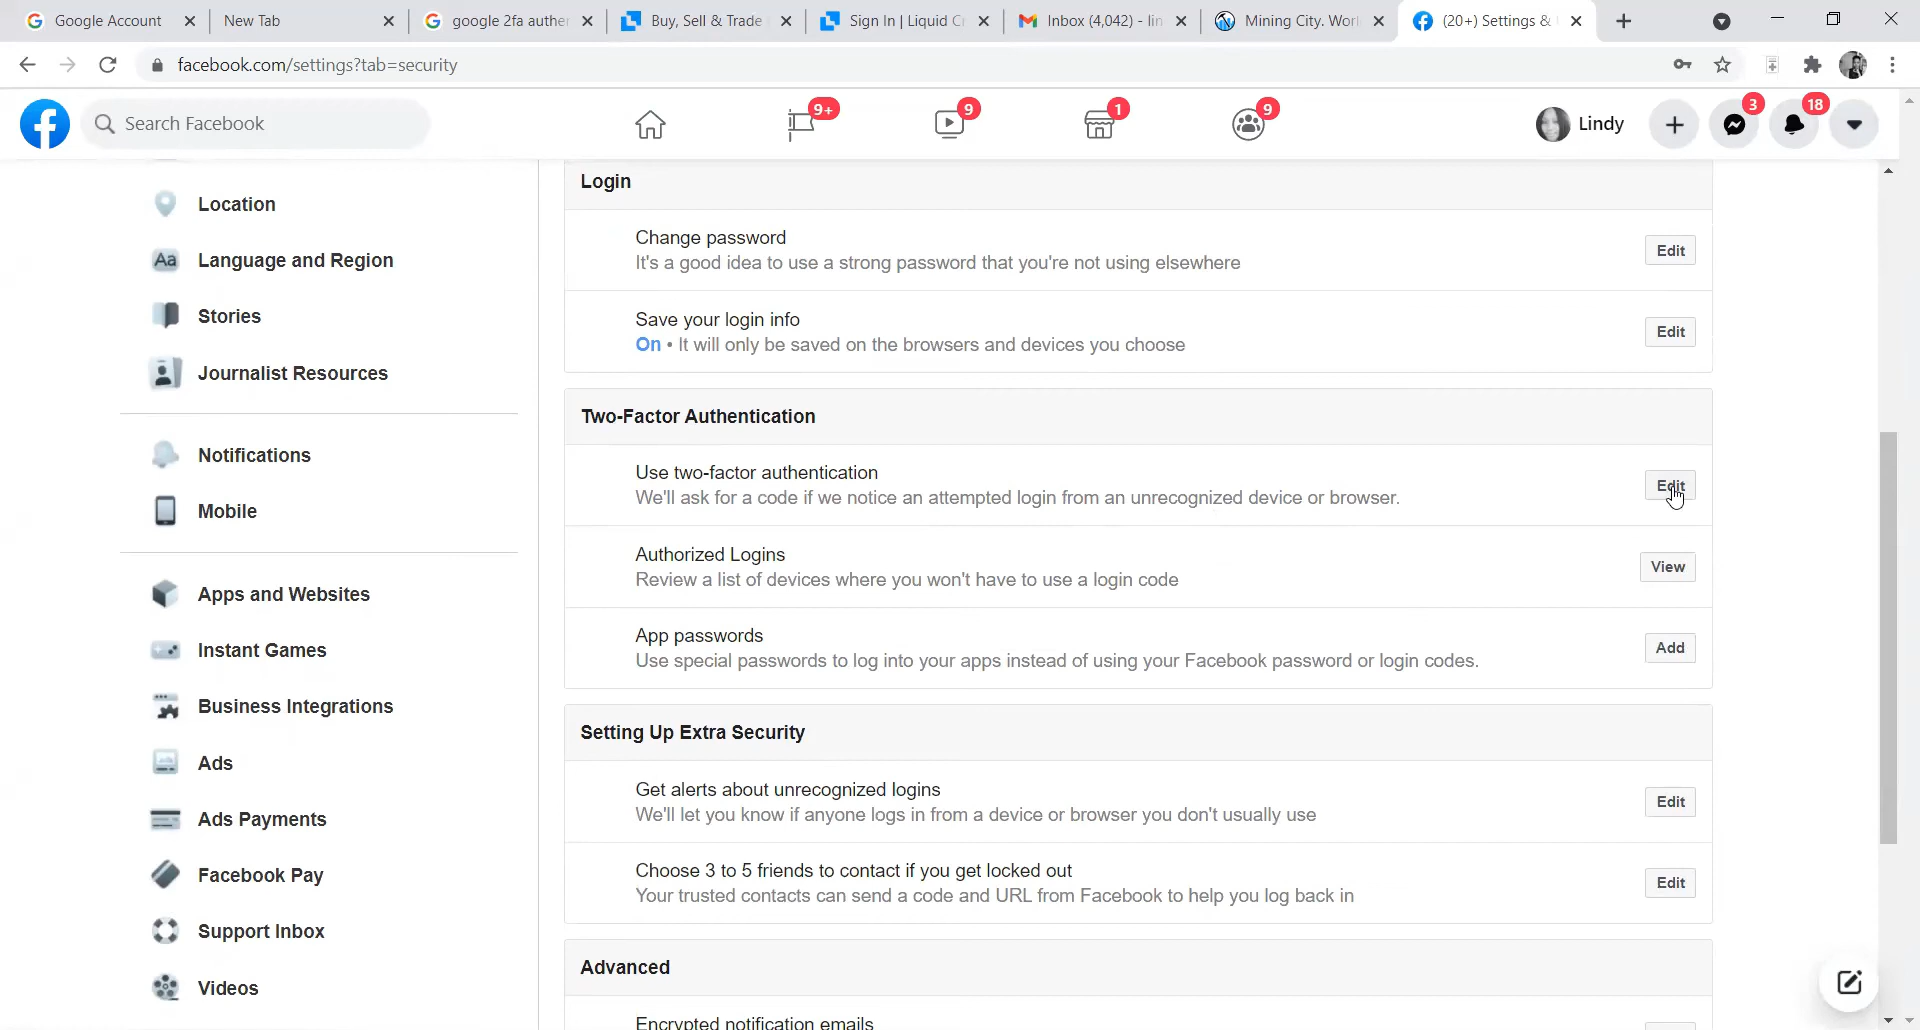 Google Account
New Tab
google 2fa auther
Buy, Sell & Trade
Sign In | Liquid Cr
Inbox (4,042) - lin
Mining City. Worl
(20+) Settings &
facebook.com/settings?tab=security
Search Facebook
9+
9
1
9
Lindy
3
18
Location
Language and Region
Stories
Journalist Resources
Notifications
Mobile
Apps and Websites
Instant Games
Business Integrations
Ads
Ads Payments
Facebook Pay
Support Inbox
Videos
Login
Change password
It's a good idea to use a strong password that you're not using elsewhere
Edit
Save your login info
On • It will only be saved on the browsers and devices you choose
Edit
Two-Factor Authentication
Use two-factor authentication
We'll ask for a code if we notice an attempted login from an unrecognized device or browser.
Edit
Authorized Logins
Review a list of devices where you won't have to use a login code
View
App passwords
Use special passwords to log into your apps instead of using your Facebook password or login codes.
Add
Setting Up Extra Security
Get alerts about unrecognized logins
We'll let you know if anyone logs in from a device or browser you don't usually use
Edit
Choose 3 to 5 friends to contact if you get locked out
Your trusted contacts can send a code and URL from Facebook to help you log back in
Edit
Advanced
Encrypted notification emails